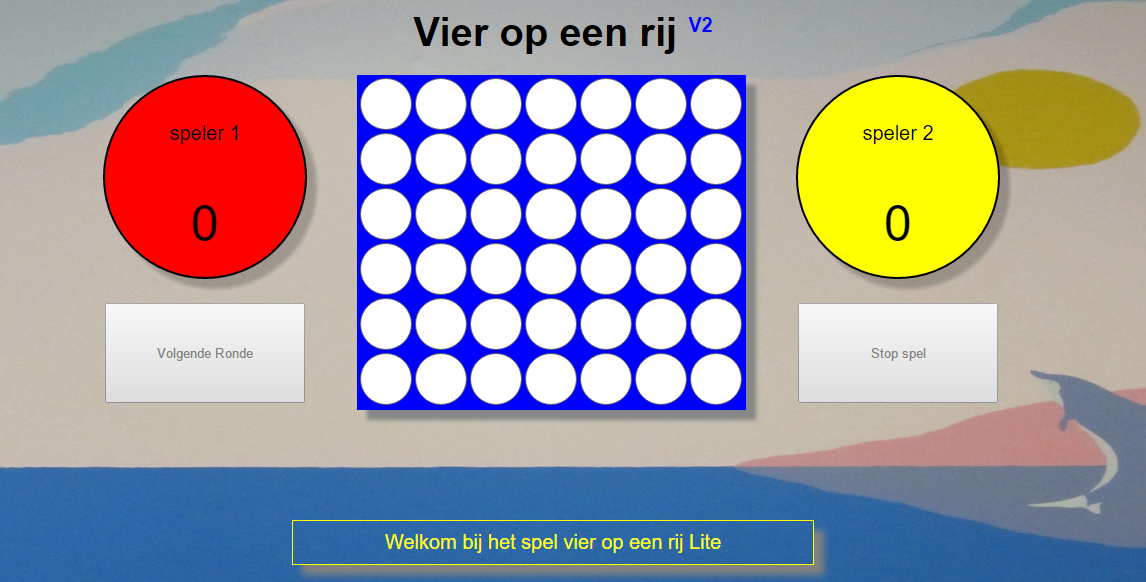 Vier op een rij V2
speler 1
0
speler 2
0
Volgende Ronde
Stop spel
Welkom bij het spel vier op een rij Lite